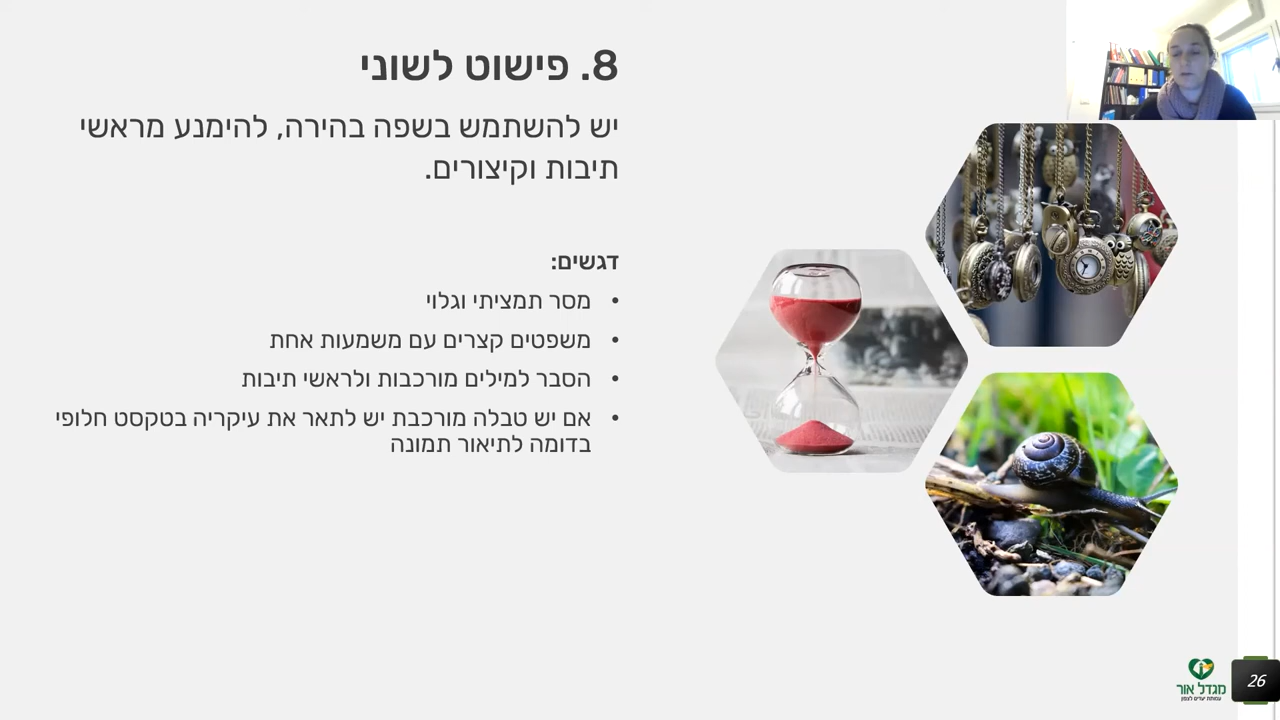 8. פישוט לשוני
יש להשתמש בשפה בהירה, להימנע מראשי
תיבות וקיצורים.
דגשים:
• מסר תמציתי וגלוי
• משפטים קצרים עם משמעות אחת
• הסבר למילים מורכבות ולראשי תיבות
• אם יש טבלה מורכבת יש לתאר את עיקריה בטקסט חלופי
בדומה לתיאור תמונה
מגדל אור
26